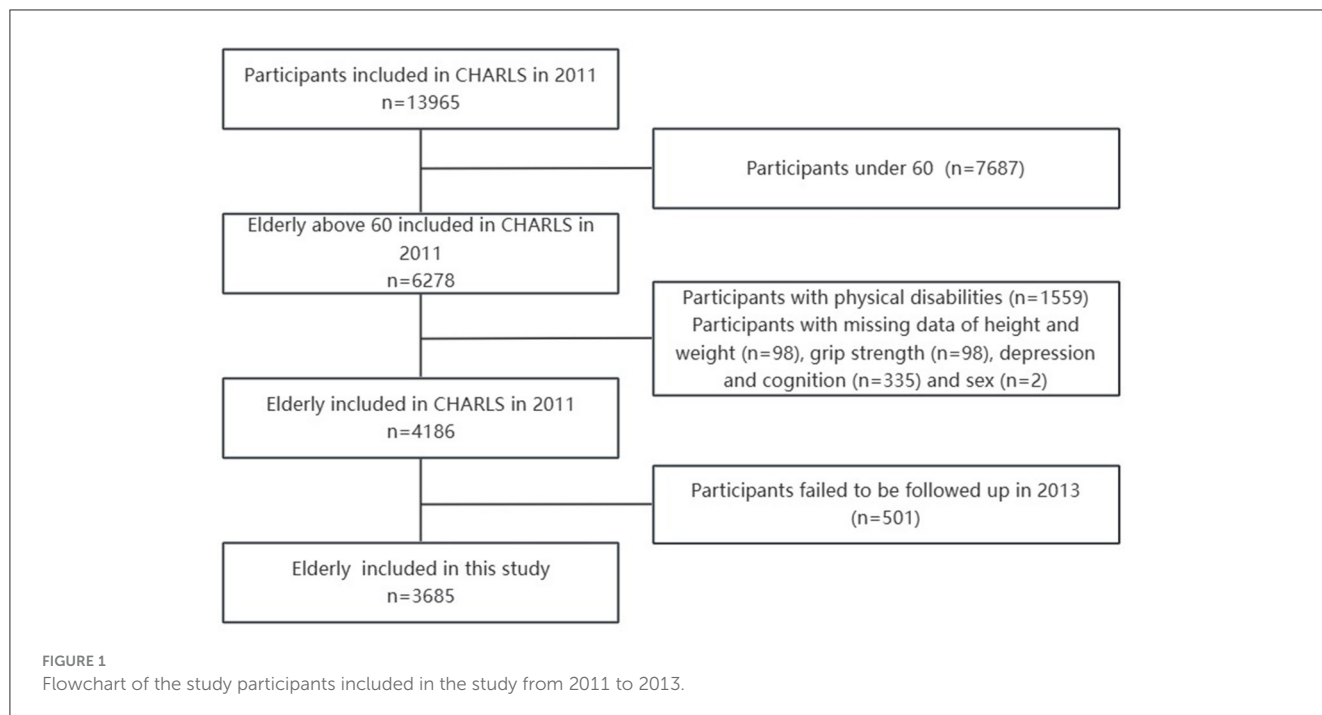 Participants included in CHARLS in 2011
n=13965
Participants under 60 (n=7687)
Elderly above 60 included in CHARLS in
2011
n=6278
Participants with physical disabilities (n=1559)
Participants with missing data of height and
weight (n=98), grip strength (n=98), depression
and cognition (n=335) and sex (n=2)
Elderly included in CHARLS in 2011
n=4186
Participants failed to be followed up in 2013
(n=501)
Elderly included in this study
n=3685
FIGURE 1
Flowchart of the study participants included in the study from 2011 to 2013.